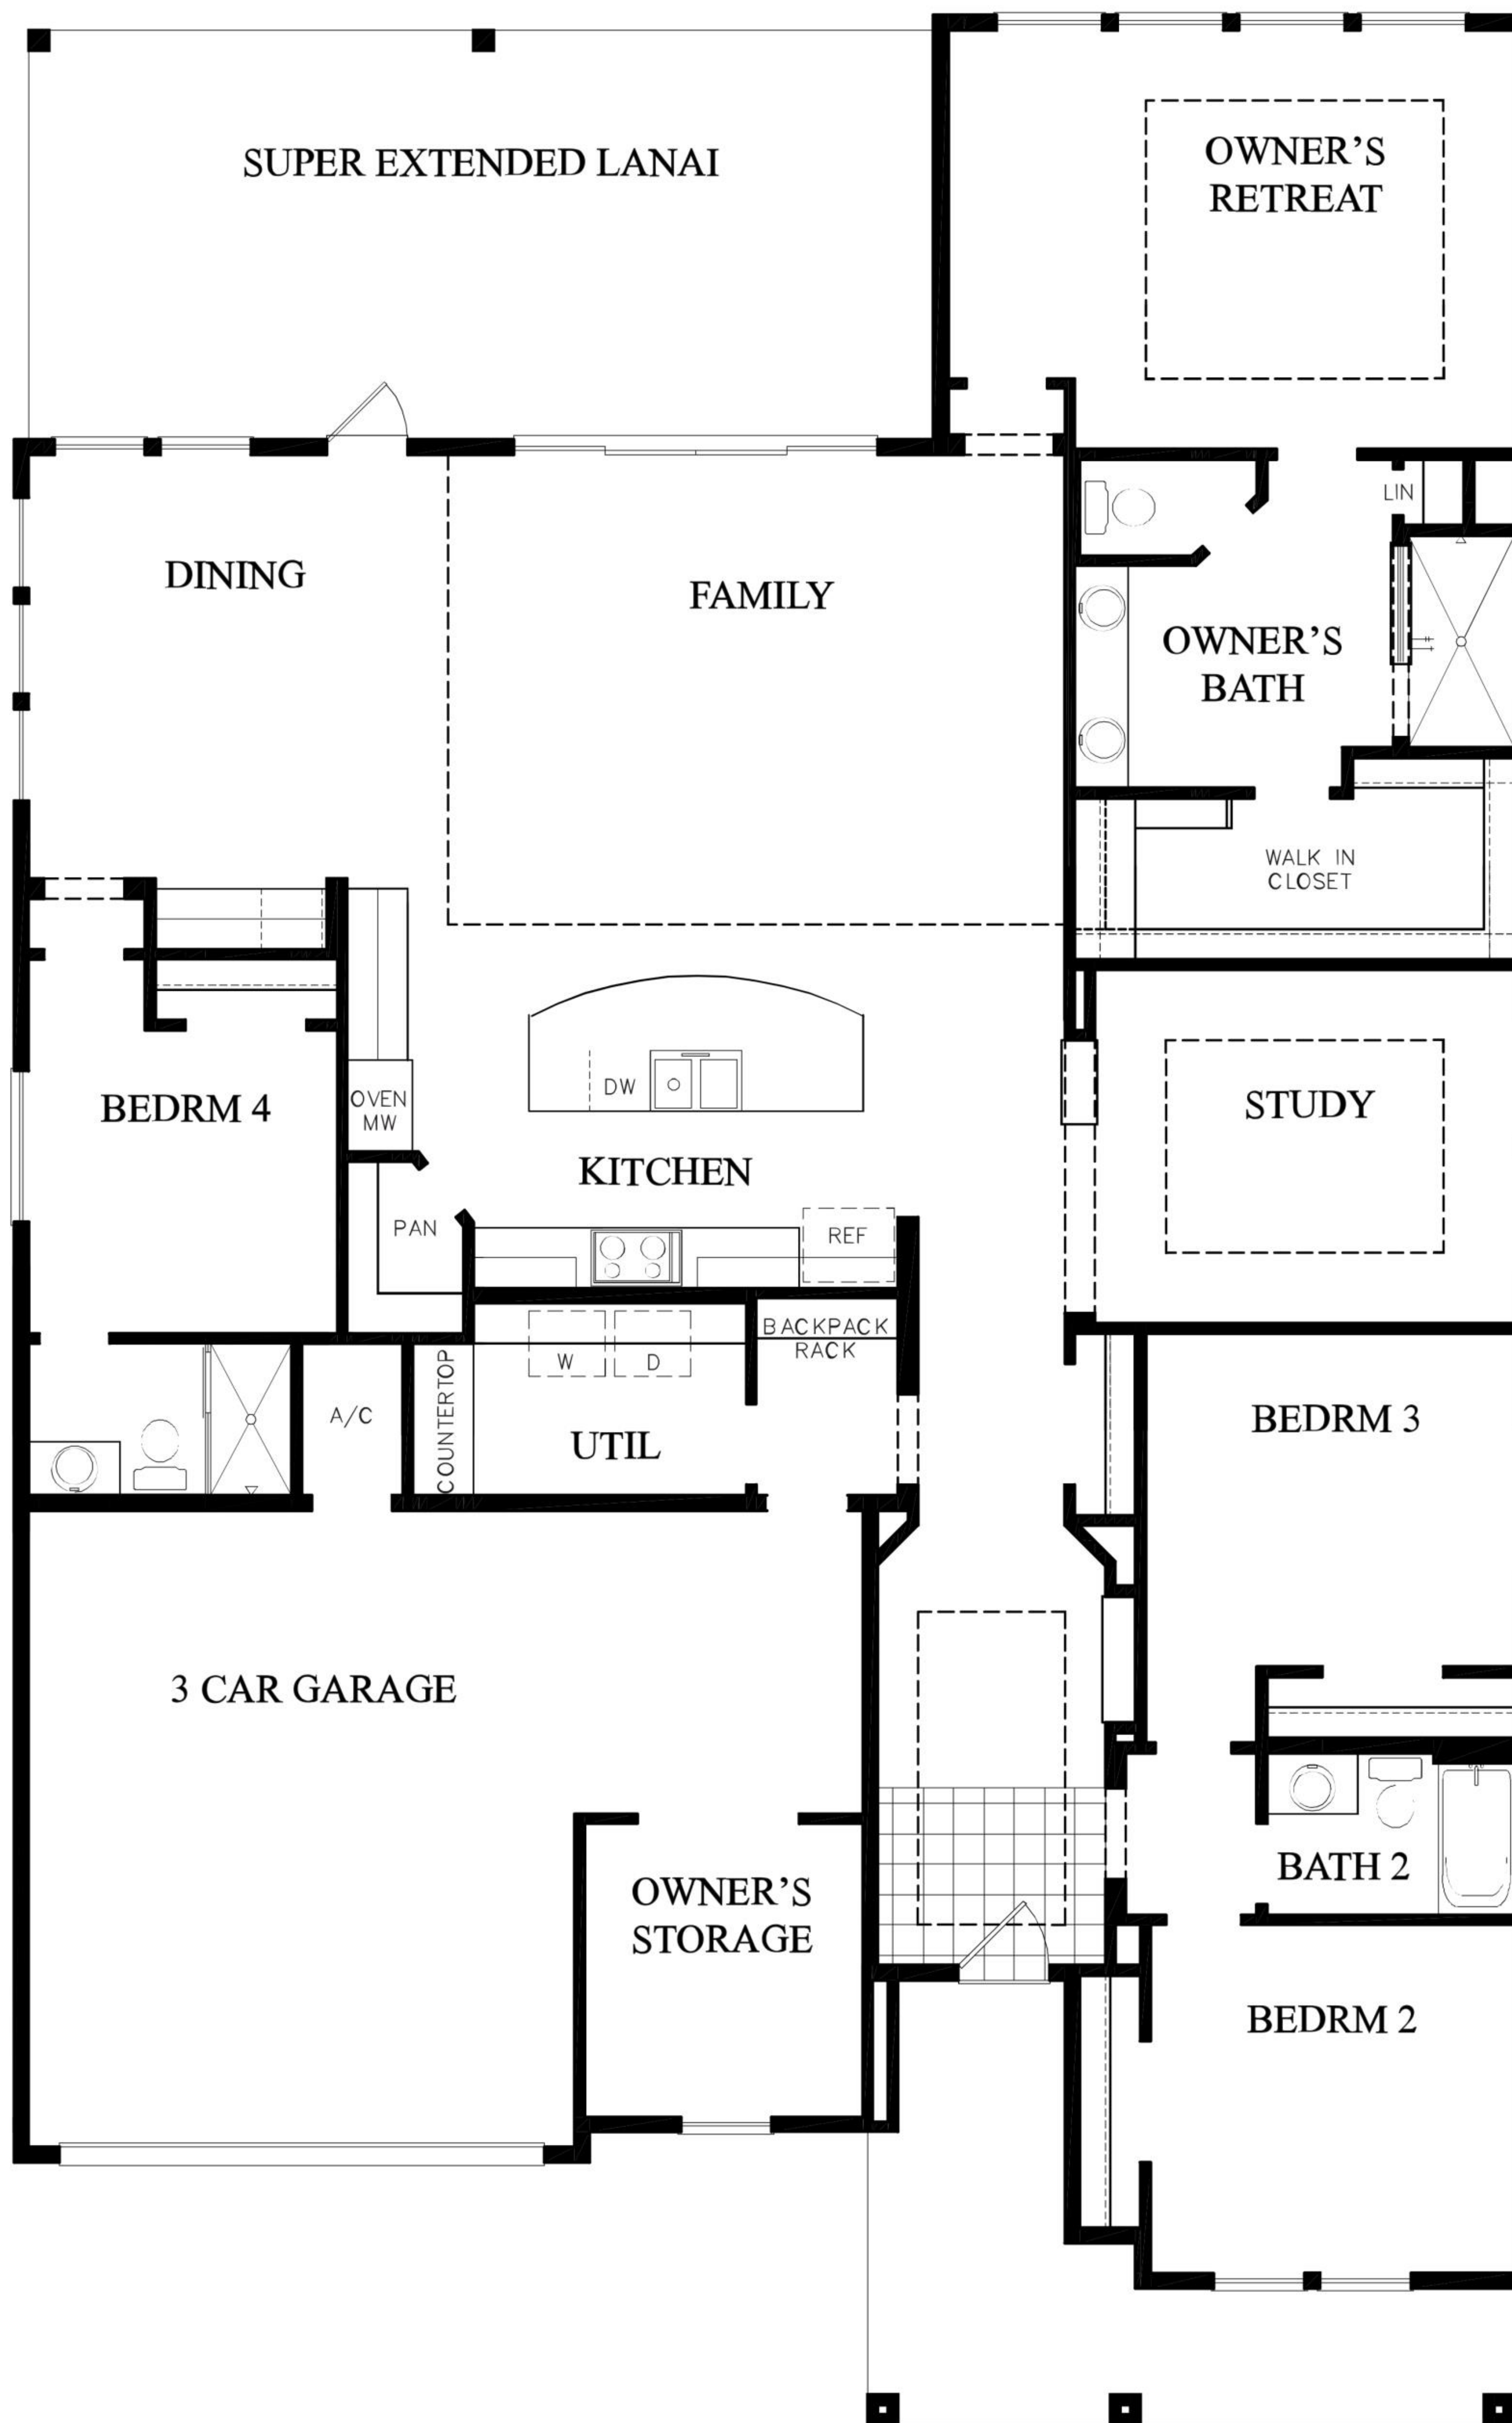 SUPER EXTENDED LANAI
OWNER’S
RETREAT
LIN
DINING
FAMILY
OWNER’S
BATH
WALK IN
CLOSET
BEDRM 4
OVEN
MW
DW
STUDY
KITCHEN
PAN
REF
BACKPACK
RACK
W
D
COUNTERTOP
A/C
UTIL
BEDRM 3
3 CAR GARAGE
OWNER’S
STORAGE
BATH 2
BEDRM 2